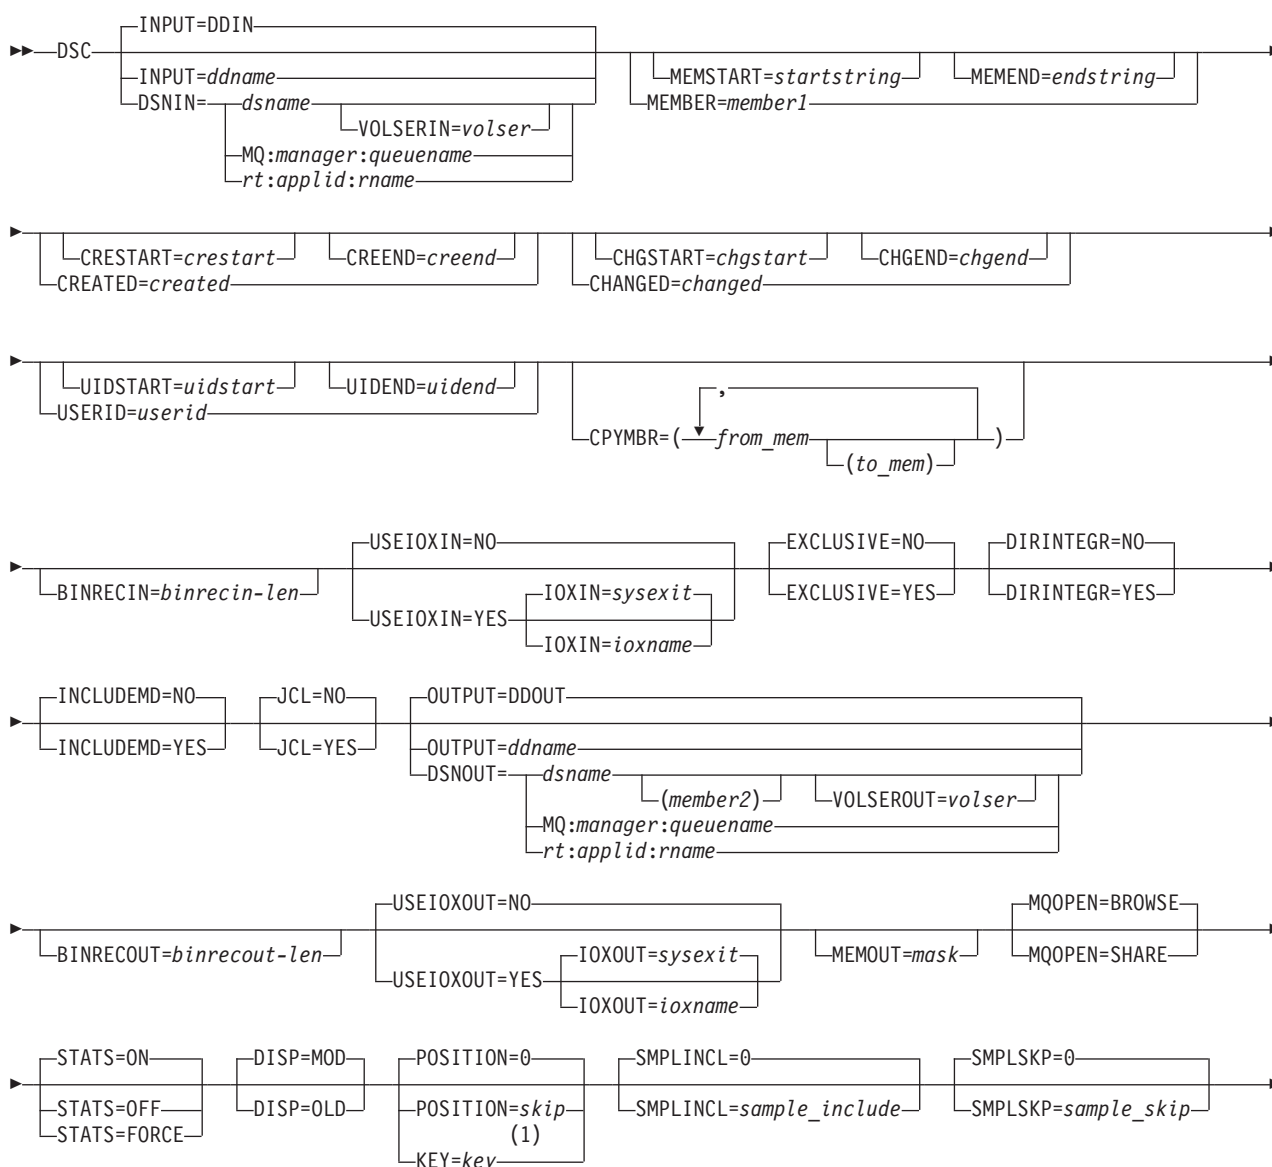 INPUT=DDIN
DSC
INPUT=ddname
DSNIN= dsname
VOLSERIN=volser
MQ:manager:queuename
rt:applid:rname
MEMSTART=startstring MEMEND=endstring
MEMBER=member1
CRESTART=crestart CREEND=creend
CREATED=created
CHGSTART=chgstart CHGEND=chgend
CHANGED=changed
UIDSTART=uidstart UIDEND=uidend
USERID=userid
,
CPYMBR=( from_mem )
(to_mem)
BINRECIN=binrecin-len
USEIOXIN=NO
USEIOXIN=YES
IOXIN=sysexit
IOXIN=ioxname
EXCLUSIVE=NO
EXCLUSIVE=YES
DIRINTEGR=NO
DIRINTEGR=YES
INCLUDEMD=NO
INCLUDEMD=YES
JCL=NO
JCL=YES
OUTPUT=DDOUT
OUTPUT=ddname
DSNOUT= dsname
(member2) VOLSEROUT=volser
MQ:manager:queuename
rt:applid:rname
BINRECOUT=binrecout-len
USEIOXOUT=NO
USEIOXOUT=YES
IOXOUT=sysexit
IOXOUT=ioxname
MEMOUT=mask
MQOPEN=BROWSE
MQOPEN=SHARE
STATS=ON
STATS=OFF
STATS=FORCE
DISP=MOD
DISP=OLD
POSITION=0
POSITION=skip
(1)
KEY=key
SMPLINCL=0
SMPLINCL=sample_include
SMPLSKP=0
SMPLSKP=sample_skip